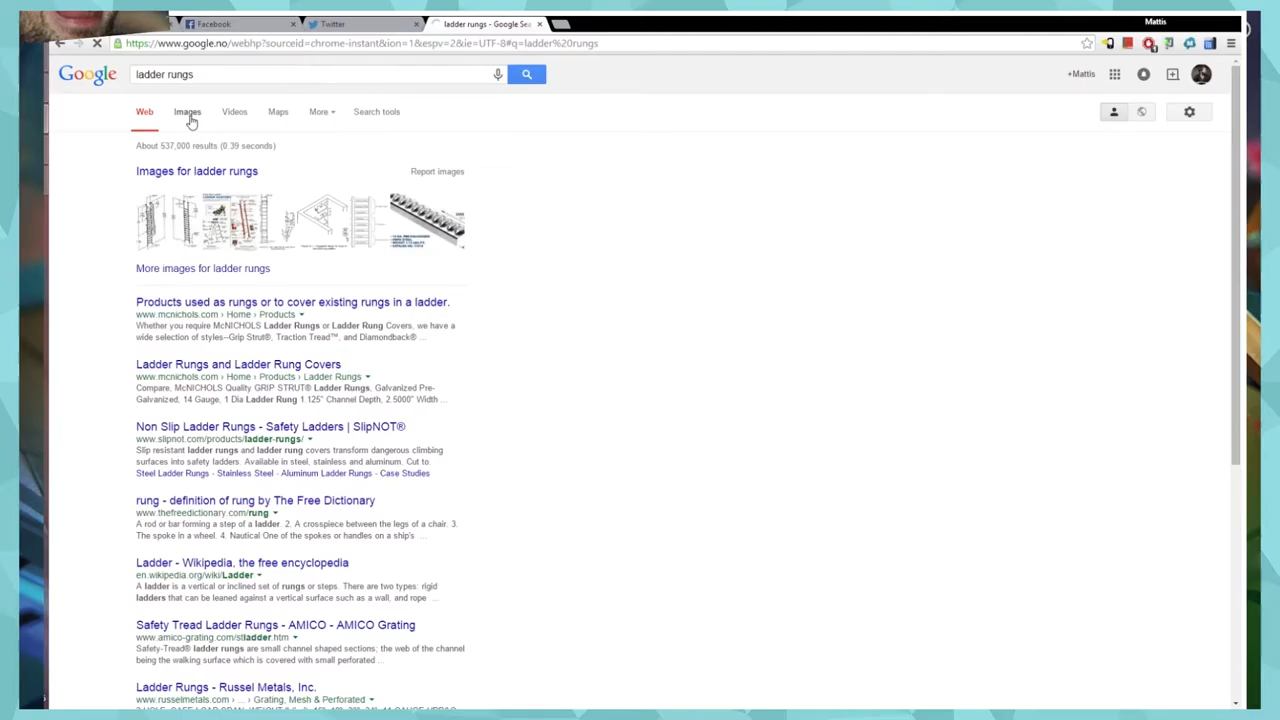 Facebook
Twitter
ladder rungs - Google Sea
Mattis
https://www.google.no/webhp?sourceid=chrome-instant&ion=1&espv=2&ie=UTF-8#q=ladder%20rungs
Google
ladder rungs
+Mattis
Web Images Videos Maps More Search tools
About 537,000 results (0.39 seconds)
Images for ladder rungs
Report images
More images for ladder rungs
Products used as rungs or to cover existing rungs in a ladder.
www.mcnichols.com › Home › Products
Whether you require McNICHOLS Ladder Rungs or Ladder Rung Covers, we have a
wide selection of styles--Grip Strut®, Traction Tread™, and Diamondback® ...
Ladder Rungs and Ladder Rung Covers
www.mcnichols.com › Home › Products › Ladder Rungs
Compare, McNICHOLS Quality GRIP STRUT® Ladder Rungs, Galvanized Pre-
Galvanized, 14 Gauge, 1 Dia Ladder Rung 1.125" Channel Depth, 2.5000" Width ...
Non Slip Ladder Rungs - Safety Ladders | SlipNOT®
www.slipnot.com/products/ladder-rungs/
Slip resistant ladder rungs and ladder rung covers transform dangerous climbing
surfaces into safety ladders. Available in steel, stainless and aluminum. Cut to.
Steel Ladder Rungs - Stainless Steel - Aluminum Ladder Rungs - Case Studies
rung - definition of rung by The Free Dictionary
www.thefreedictionary.com/rung
A rod or bar forming a step of a ladder. 2. A crosspiece between the legs of a chair. 3.
The spoke in a wheel. 4. Nautical One of the spokes or handles on a ship's ...
Ladder - Wikipedia, the free encyclopedia
en.wikipedia.org/wiki/Ladder
A ladder is a vertical or inclined set of rungs or steps. There are two types: rigid
ladders that can be leaned against a vertical surface such as a wall, and rope ...
Safety Tread Ladder Rungs - AMICO - AMICO Grating
www.amico-grating.com/stladder.htm
Safety-Tread® ladder rungs are small channel shaped sections; the web of the channel
being the walking surface which is covered with small perforated ...
Ladder Rungs - Russel Metals, Inc.
www.russelmetals.com › ... › Grating, Mesh & Perforated